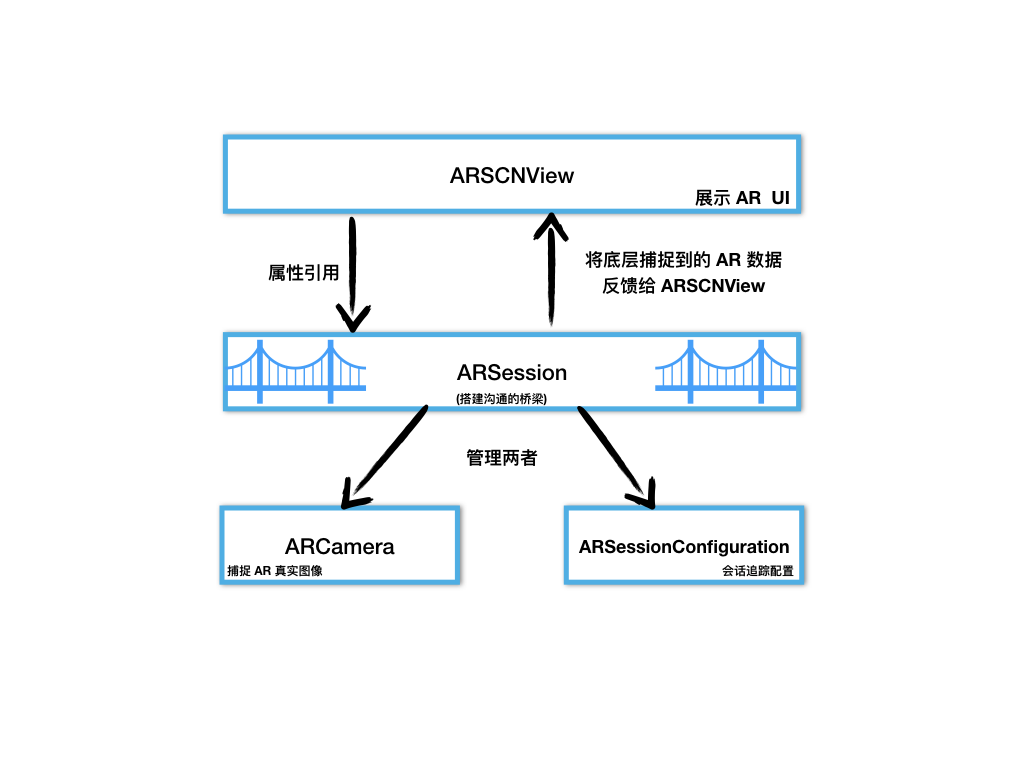 ARSCNView
展示 AR UI
属性引用
将底层捕捉到的 AR 数据
反馈给 ARSCNView
ARSession
(搭建沟通的桥梁)
管理两者
ARCamera
捕捉 AR 真实图像
ARSessionConfiguration
会话追踪配置